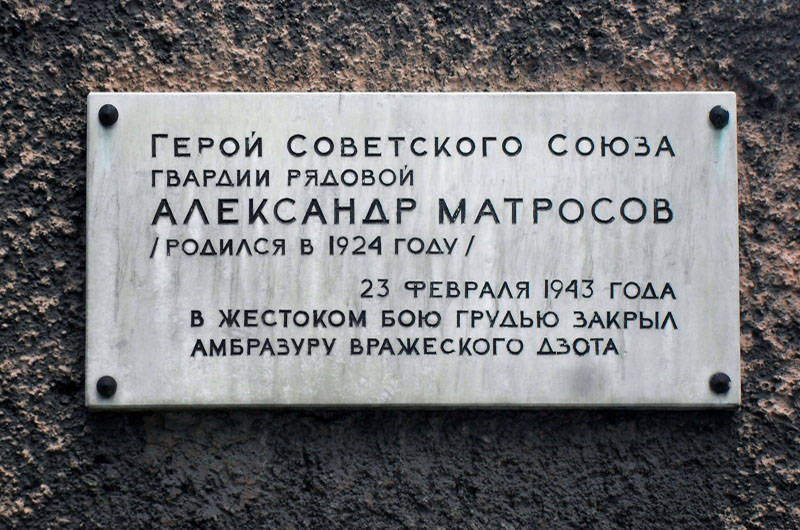 Герой Советского Союза
гвардии рядовой
Александр Матросов
/родился в 1924 году/
23 февраля 1943 года
в жестоком бою грудью закрыл
амбразуру вражеского дзота